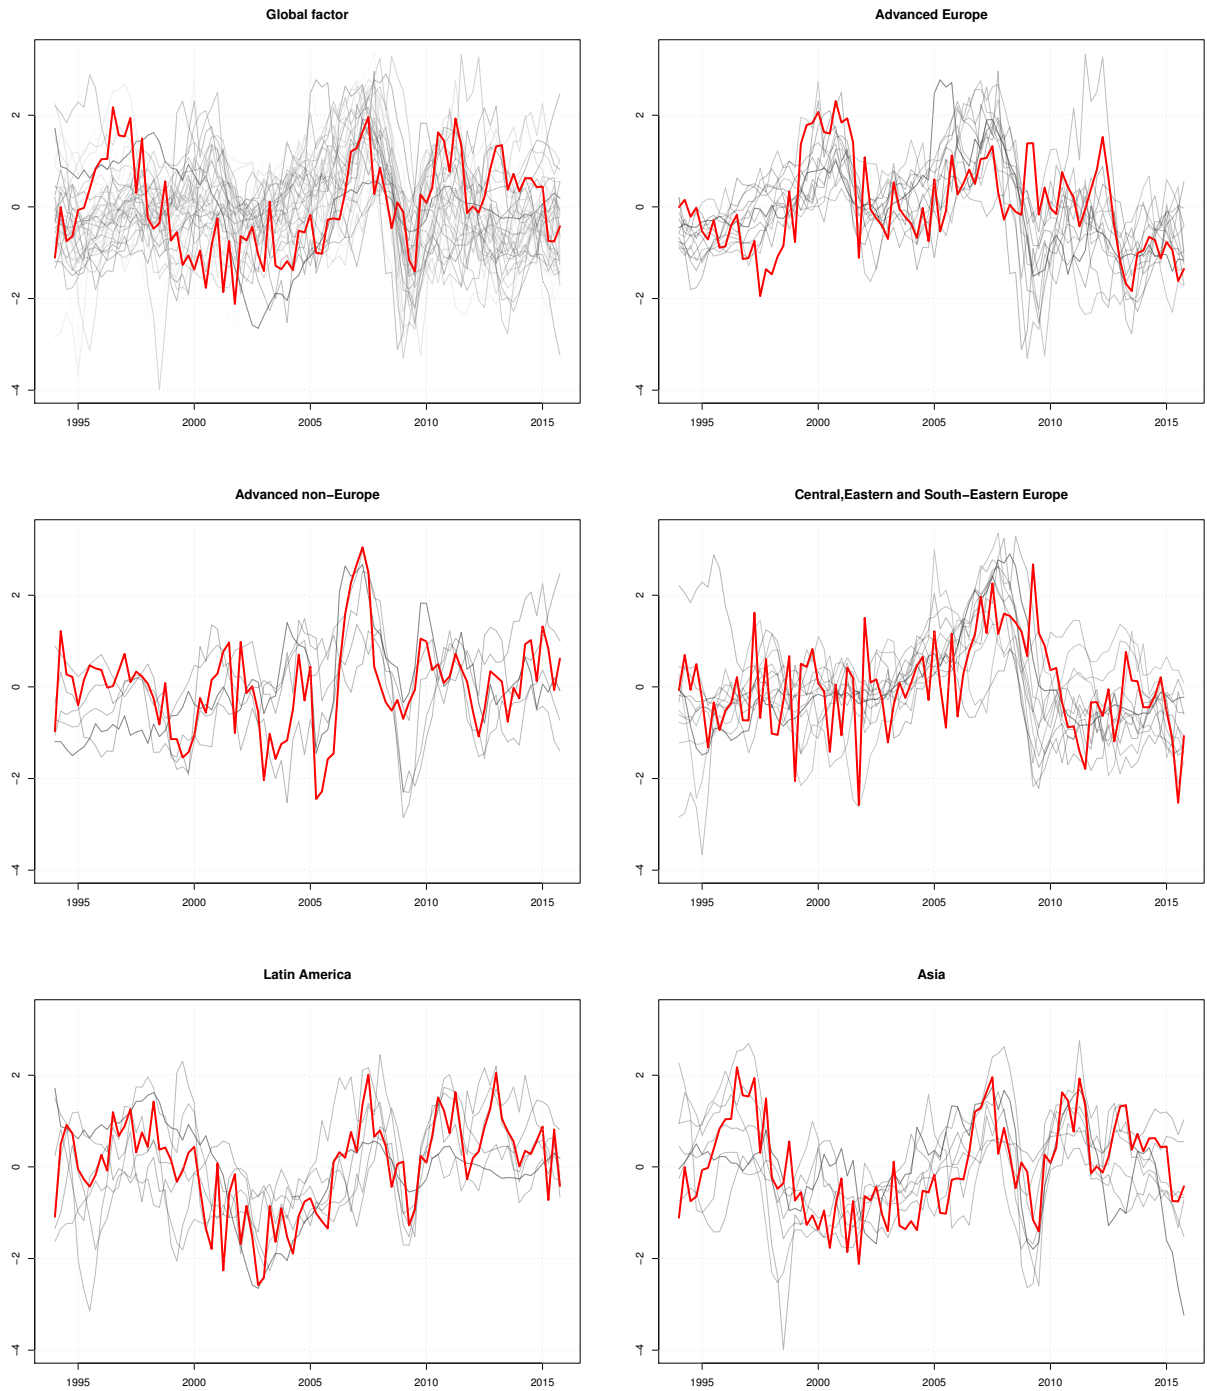 Global factor
2
0
−2
−4
1995 2000 2005 2010 2015
Advanced Europe
2
0
−2
−4
1995 2000 2005 2010 2015
Advanced non−Europe
2
0
−2
−4
1995 2000 2005 2010 2015
Central,Eastern and South−Eastern Europe
2
0
−2
−4
1995 2000 2005 2010 2015
Latin America
2
0
−2
−4
1995 2000 2005 2010 2015
Asia
2
0
−2
−4
1995 2000 2005 2010 2015